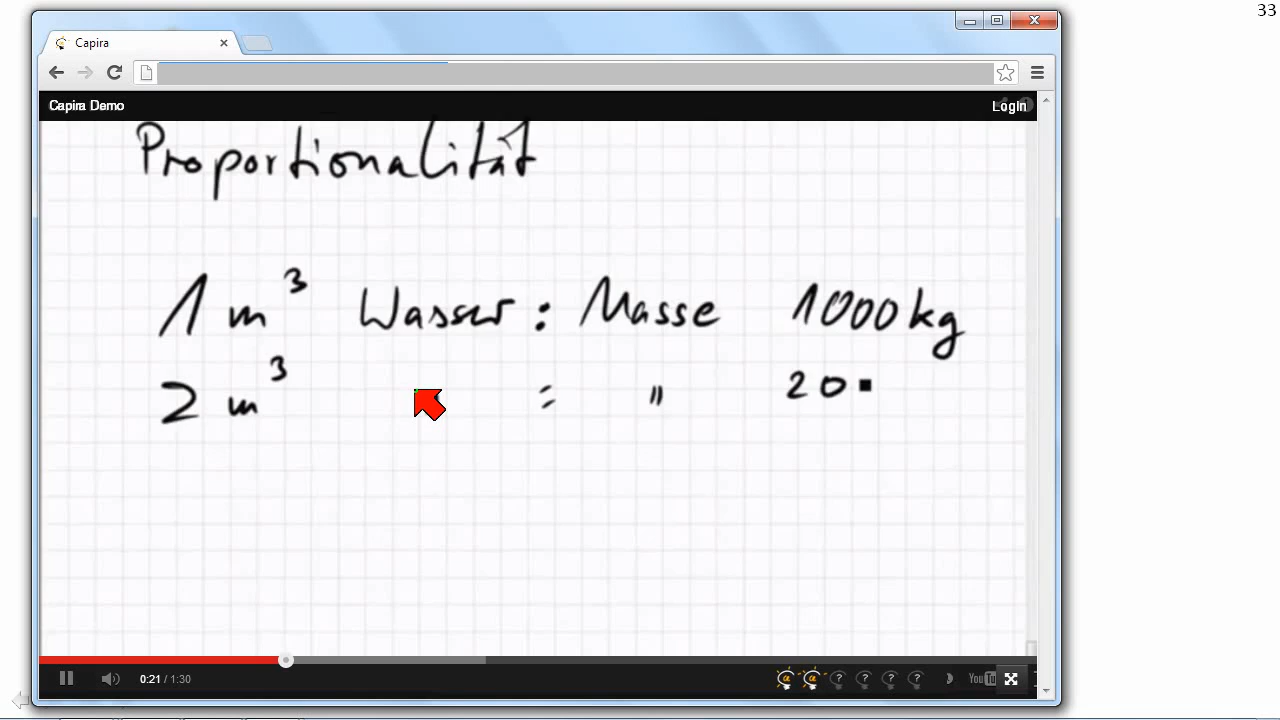 33
Capira
Capira Demo
Login
Proportionalität
1 m³ Wasser : Masse 1000 kg
2 m³ = " 20
0:21 / 1:30
? ? ? ? You